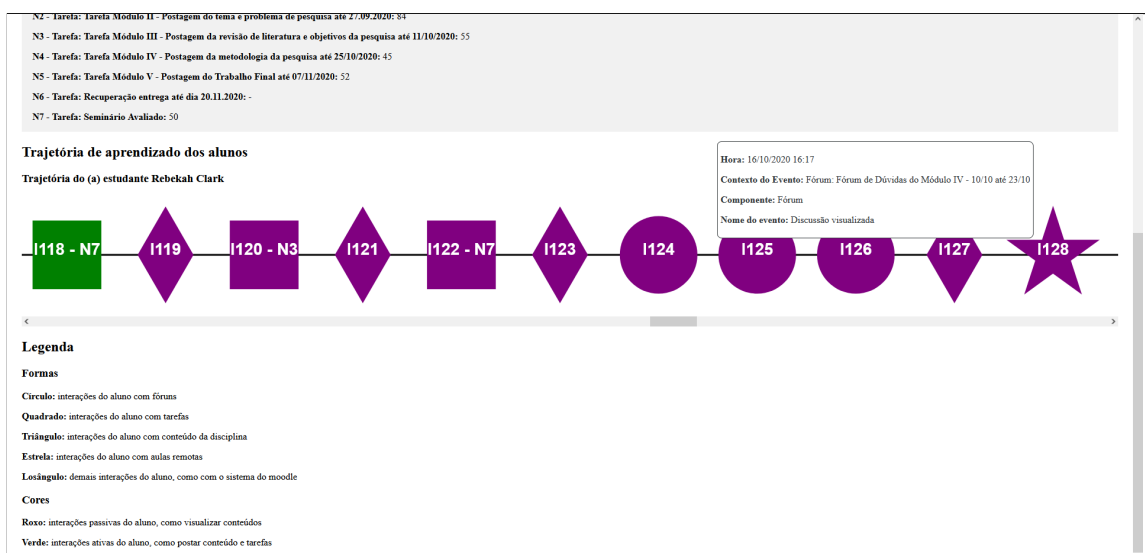 N2 - Tarefa: Tarefa Módulo II - Postagem do tema e problema de pesquisa até 27.09.2020: 84
N3 - Tarefa: Tarefa Módulo III - Postagem da revisão de literatura e objetivos da pesquisa até 11/10/2020: 55
N4 - Tarefa: Tarefa Módulo IV - Postagem da metodologia da pesquisa até 25/10/2020: 45
N5 - Tarefa: Tarefa Módulo V - Postagem do Trabalho Final até 07/11/2020: 52
N6 - Tarefa: Recuperação entrega até dia 20.11.2020: -
N7 - Tarefa: Seminário Avaliado: 50
Trajetória de aprendizado dos alunos
Trajetória do (a) estudante Rebekah Clark
Hora: 16/10/2020 16:17
Contexto do Evento: Fórum: Fórum de Dúvidas do Módulo IV - 10/10 até 23/10
Componente: Fórum
Nome do evento: Discussão visualizada
I118 - N7 I119 I120 - N3 I121 I122 - N7 I123 I124 I125 I126 I127 I128
Legenda
Formas
Círculo: interações do aluno com fóruns
Quadrado: interações do aluno com tarefas
Triângulo: interações do aluno com conteúdo da disciplina
Estrela: interações do aluno com aulas remotas
Losângulo: demais interações do aluno, como com o sistema do moodle
Cores
Roxo: interações passivas do aluno, como visualizar conteúdos
Verde: interações ativas do aluno, como postar conteúdo e tarefas